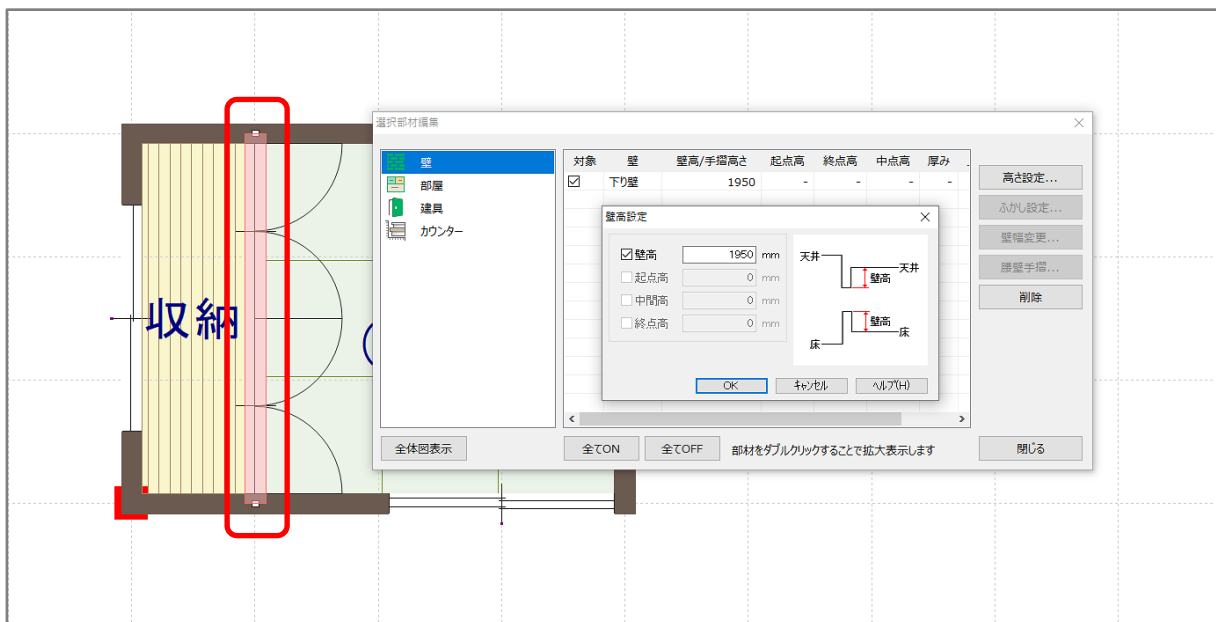 選択部材編集
壁
部屋
建具
カウンター
対象 壁 壁高/手摺高さ 起点高 終点高 中点高 厚み
下り壁 1950 - - - -
高さ設定...
ふかし設定...
壁幅変更...
腰壁手摺...
削除
壁高設定
壁高 1950 mm
起点高 0 mm
中間高 0 mm
終点高 0 mm
天井
天井
壁高
壁高
床
床
OK キャンセル ヘルプ(H)
収納
全体図表示
全てON 全てOFF 部材をダブルクリックすることで拡大表示します
閉じる